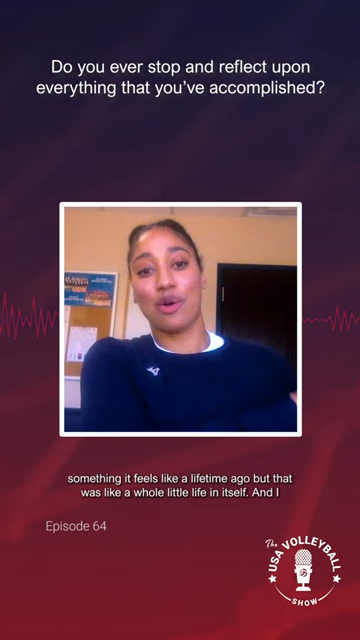 Do you ever stop and reflect upon
everything that you've accomplished?
something it feels like a lifetime ago but that
was like a whole little life in itself. And I
Episode 64
The
USA VOLLEYBALL
SHOW